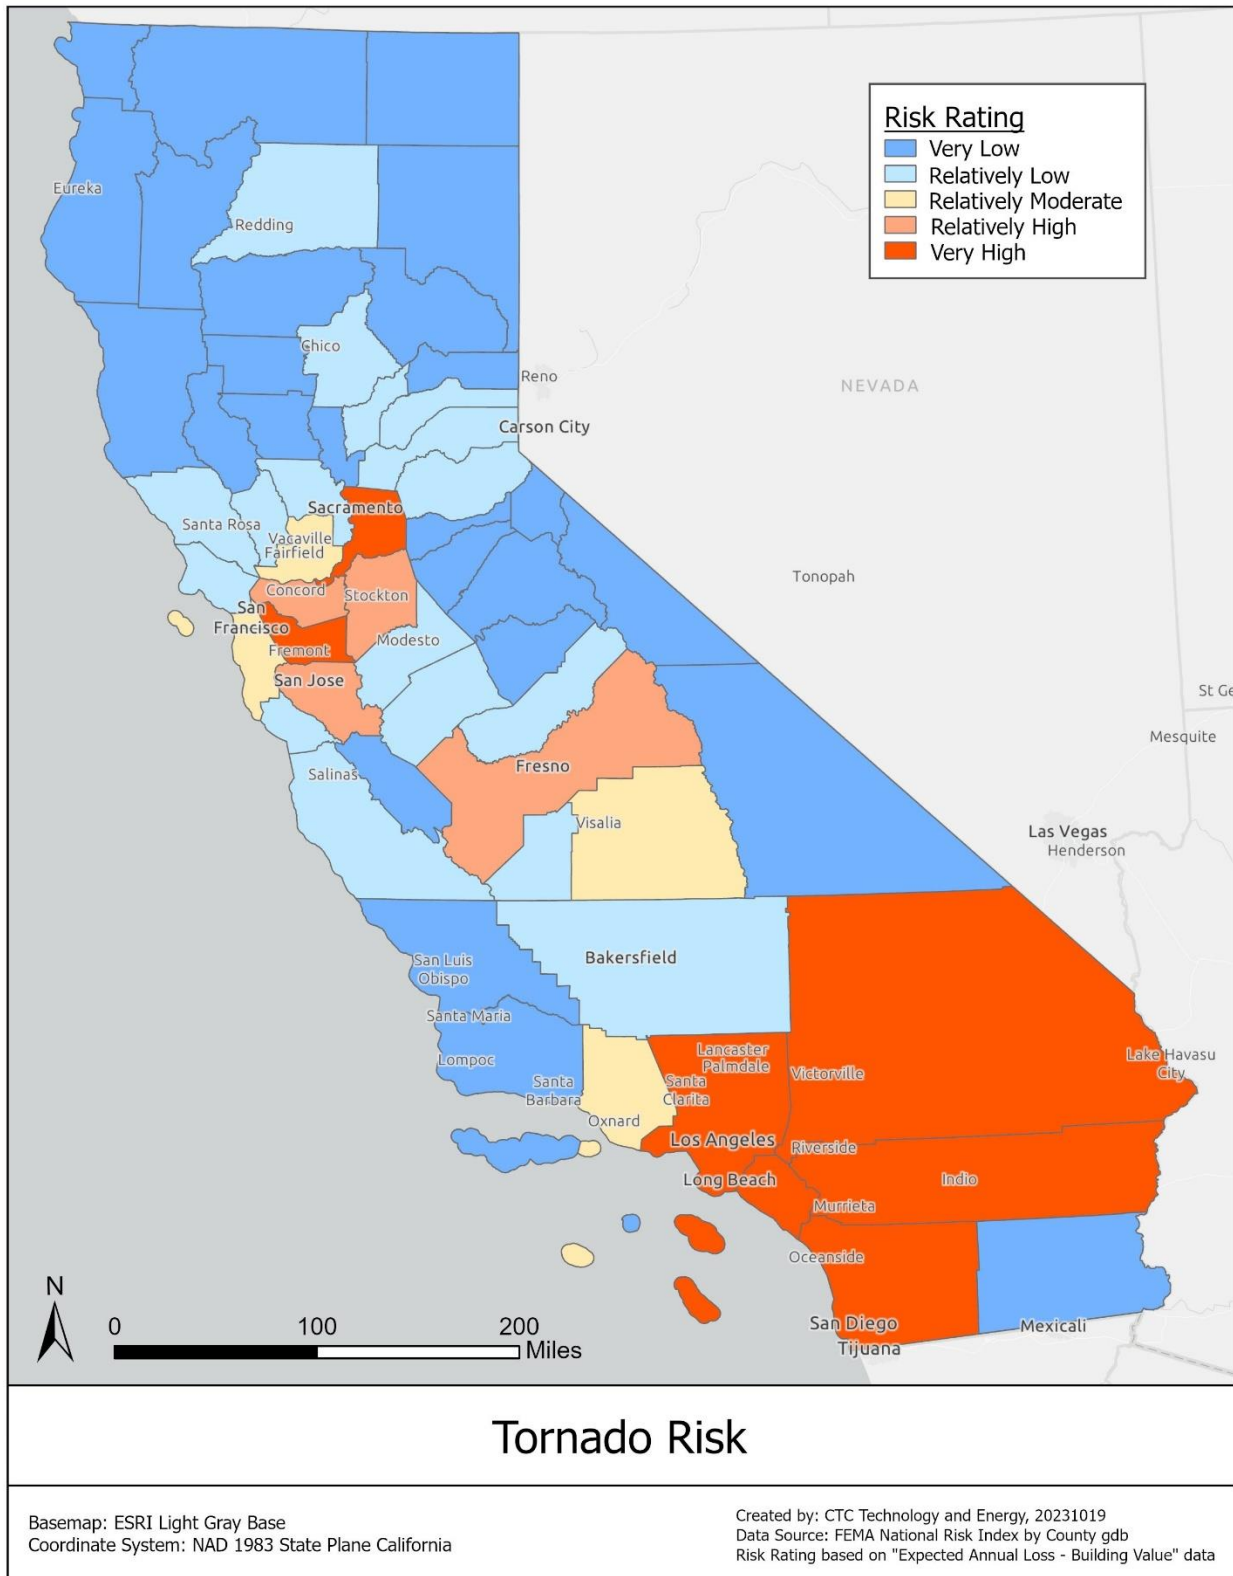 Risk Rating
Very Low
Relatively Low
Relatively Moderate
Relatively High
Very High
Eureka
Redding
Chico
Reno
NEVADA
Carson City
Sacramento
Santa Rosa
Vacaville
Fairfield
Tonopah
Concord
Stockton
San
Francisco
Fremont
Modesto
San Jose
St Ge
Mesquite
Salinas
Fresno
Visalia
Las Vegas
Henderson
San Luis
Obispo
Bakersfield
Santa Maria
Lompoc
Lancaster
Palmdale
Victorville
Lake Havasu
City
Santa
Barbara
Santa
Clarita
Oxnard
Los Angeles
Riverside
Long Beach
Indio
Murrieta
Oceanside
San Diego
Tijuana
Mexicali
N
0 100 200
Miles
Tornado Risk
Basemap: ESRI Light Gray Base
Coordinate System: NAD 1983 State Plane California
Created by: CTC Technology and Energy, 20231019
Data Source: FEMA National Risk Index by County gdb
Risk Rating based on "Expected Annual Loss - Building Value" data